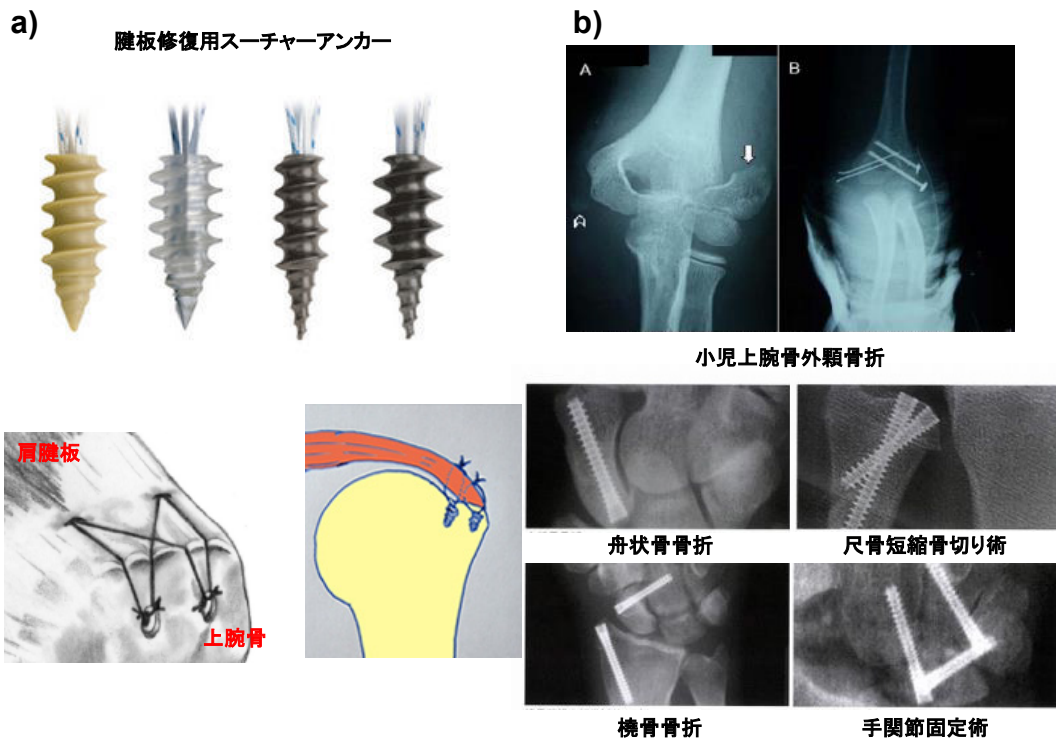 a)
腱板修復用スーチャーアンカー
肩腱板
上腕骨
b)
A
B
小児上腕骨外顆骨折
舟状骨骨折
尺骨短縮骨切り術
橈骨骨折
手関節固定術